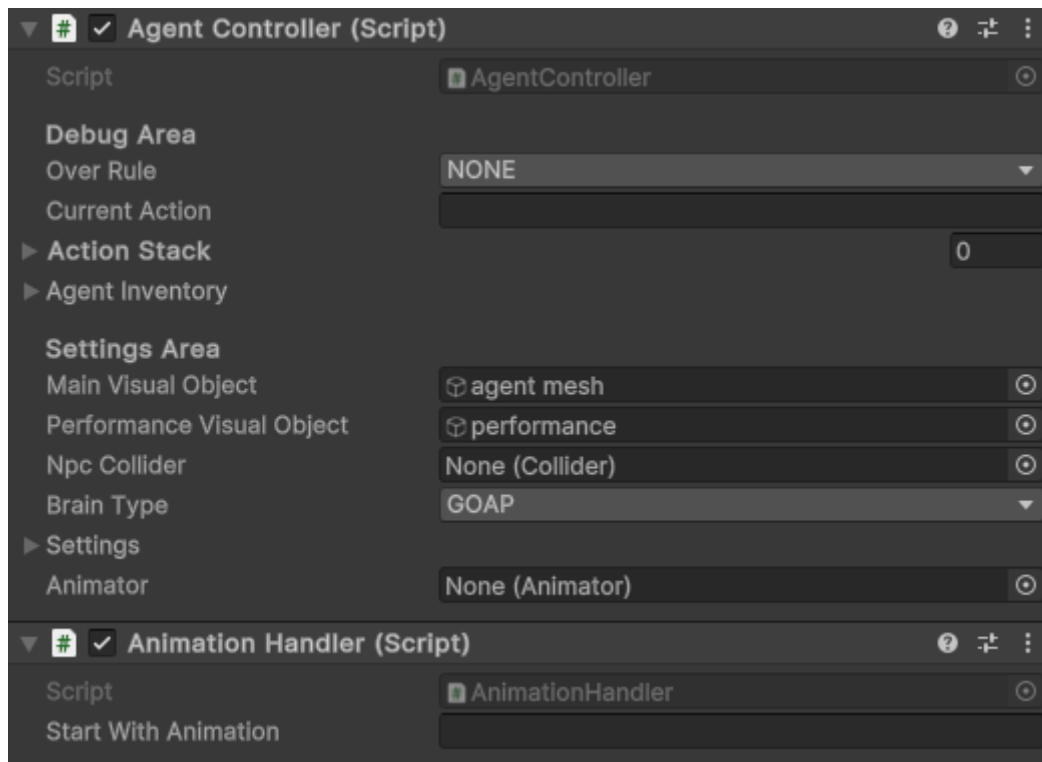 Agent Controller (Script)
Script AgentController
Debug Area
Over Rule NONE
Current Action
Action Stack 0
Agent Inventory
Settings Area
Main Visual Object agent mesh
Performance Visual Object performance
Npc Collider None (Collider)
Brain Type GOAP
Settings
Animator None (Animator)
Animation Handler (Script)
Script AnimationHandler
Start With Animation